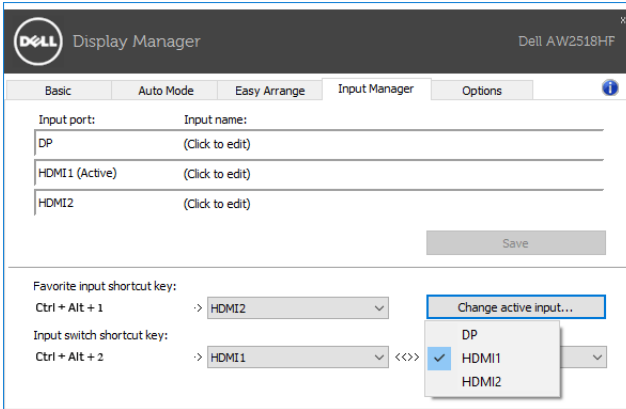 DELL Display Manager Dell AW2518HF
x
Basic Auto Mode Easy Arrange Input Manager Options i
Input port: Input name:
DP (Click to edit)
HDMI1 (Active) (Click to edit)
HDMI2 (Click to edit)
Save
Favorite input shortcut key:
Ctrl + Alt + 1 -> HDMI2 Change active input...
Input switch shortcut key:
Ctrl + Alt + 2 -> HDMI1 <<>>
DP
HDMI1
HDMI2